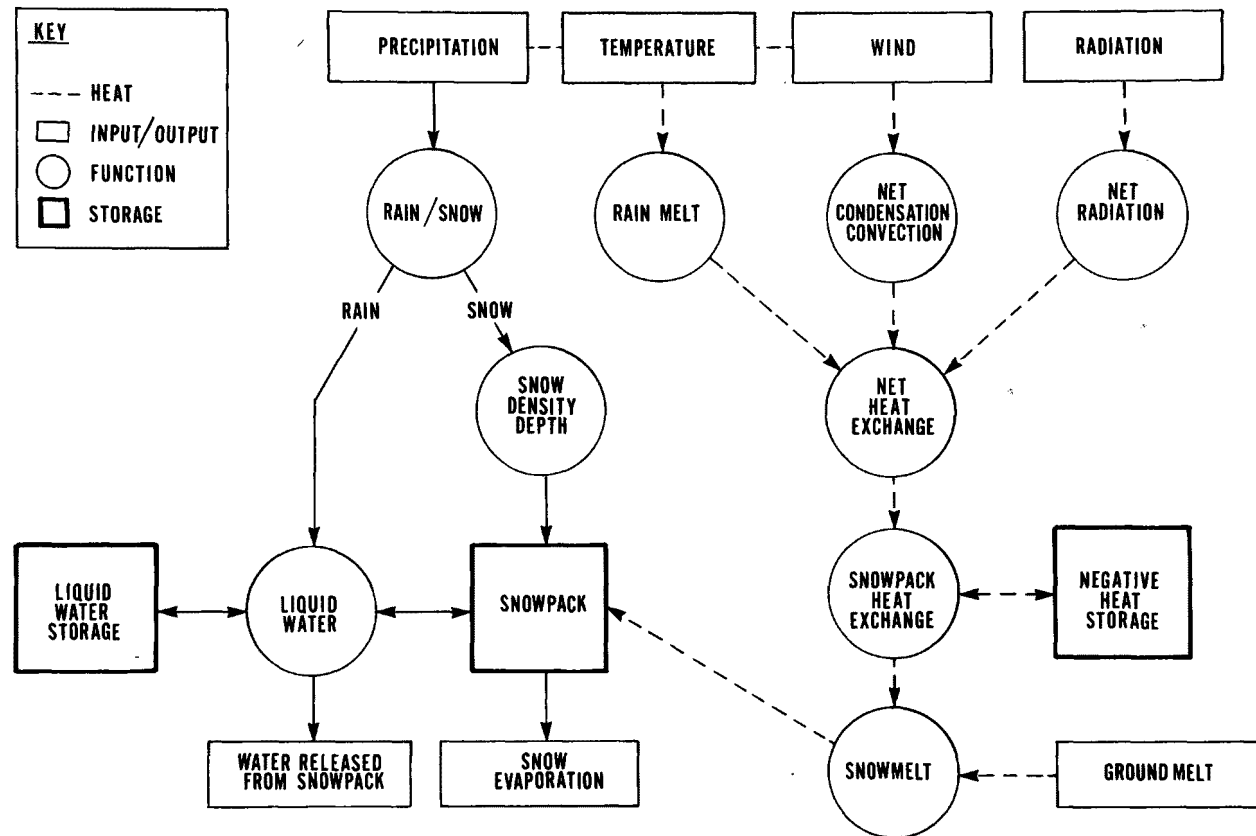 KEY
HEAT
INPUT/OUTPUT
FUNCTION
STORAGE
PRECIPITATION
TEMPERATURE
WIND
RADIATION
RAIN/SNOW
RAIN MELT
NET
CONDENSATION
CONVECTION
NET
RADIATION
RAIN
SNOW
SNOW
DENSITY
DEPTH
NET
HEAT
EXCHANGE
LIQUID
WATER
STORAGE
LIQUID
WATER
SNOWPACK
SNOWPACK
HEAT
EXCHANGE
NEGATIVE
HEAT
STORAGE
WATER RELEASED
FROM SNOWPACK
SNOW
EVAPORATION
SNOWMELT
GROUND MELT